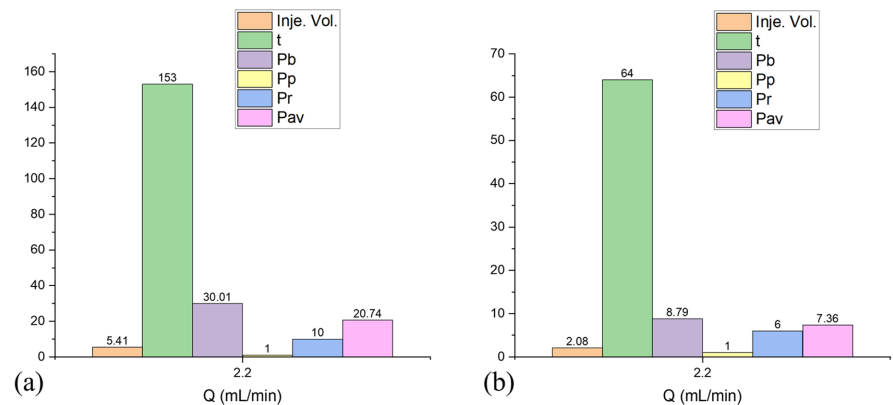 Inje. Vol.
t
Pb
Pp
Pr
Pav
160
140
120
100
80
60
40
20
0
5.41
153
30.01
1
10
20.74
2.2
Q (mL/min)
(a)
Inje. Vol.
t
Pb
Pp
Pr
Pav
70
60
50
40
30
20
10
0
2.08
64
8.79
1
6
7.36
2.2
Q (mL/min)
(b)